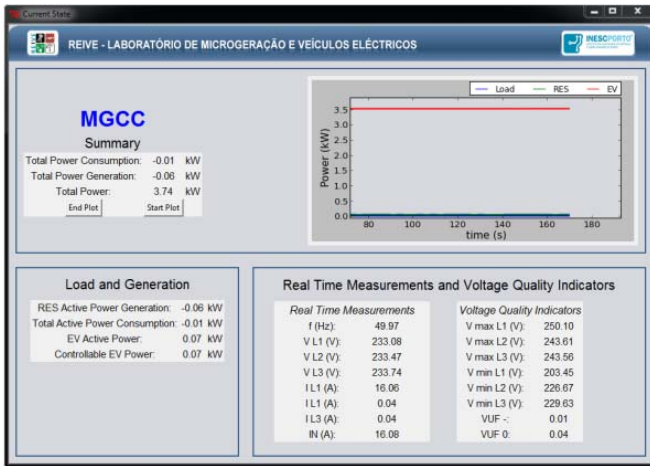 Current State
REIVE - LABORATÓRIO DE MICROGERAÇÃO E VEÍCULOS ELÉCTRICOS
INESCPORTO
MGCC
Summary
Total Power Consumption: -0.01 kW
Total Power Generation: -0.06 kW
Total Power: 3.74 kW
End Plot Start Plot
Load RES EV
Power (kW)
3.5
3.0
2.5
2.0
1.5
1.0
0.5
0.0
80 100 120 140 160 180
time (s)
Load and Generation
RES Active Power Generation: -0.06 kW
Total Active Power Consumption: -0.01 kW
EV Active Power: 0.07 kW
Controllable EV Power: 0.07 kW
Real Time Measurements and Voltage Quality Indicators
Real Time Measurements
f (Hz): 49.97
V L1 (V): 233.08
V L2 (V): 233.47
V L3 (V): 233.74
I L1 (A): 16.06
I L1 (A): 0.04
I L3 (A): 0.04
IN (A): 16.08
Voltage Quality Indicators
V max L1 (V): 250.10
V max L2 (V): 243.61
V max L3 (V): 243.56
V min L1 (V): 203.45
V min L2 (V): 226.67
V min L3 (V): 229.63
VUF -: 0.01
VUF 0: 0.04